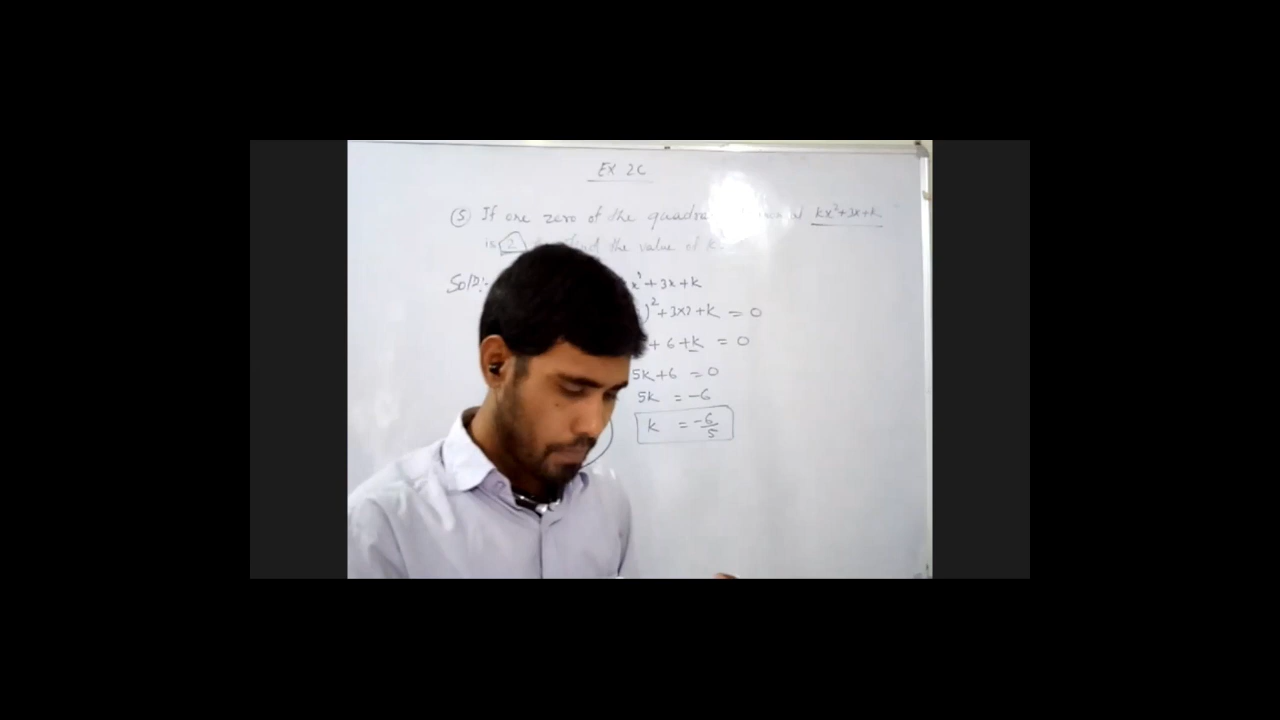 Ex 2C
(5) If one zero of the kx²+3x+k
is 2 the value of k
Solⁿ:- x²+3x+k
)²+3×2+k = 0
+6+k = 0
5k+6 = 0
5k = -6
k = -6/5